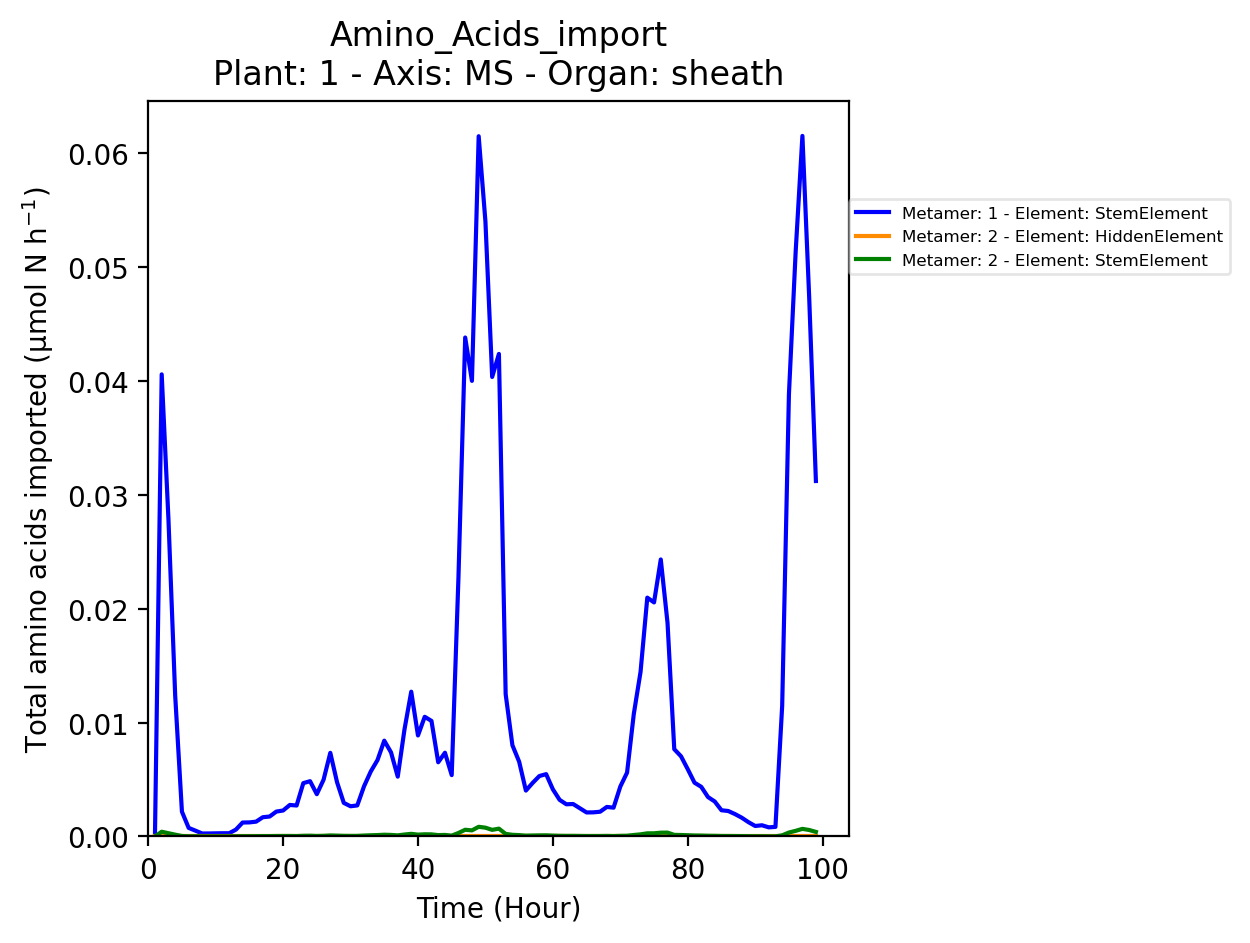 Amino_Acids_import
Plant: 1 - Axis: MS - Organ: sheath
Total amino acids imported (µmol N h⁻¹)
0.06
0.05
0.04
0.03
0.02
0.01
0.00
0 20 40 60 80 100
Time (Hour)
Metamer: 1 - Element: StemElement
Metamer: 2 - Element: HiddenElement
Metamer: 2 - Element: StemElement